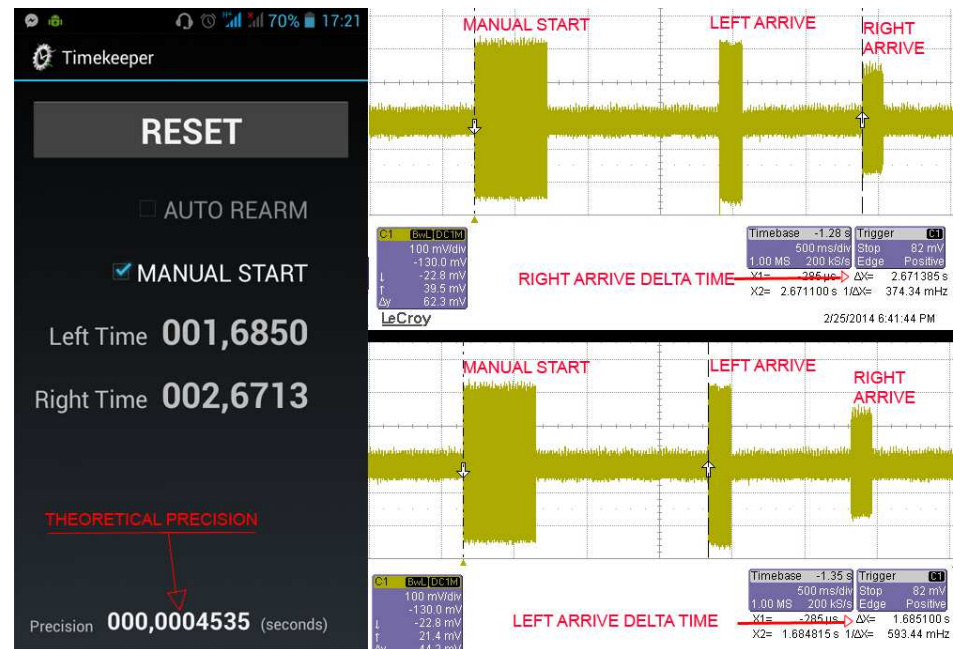 70% 17:21
Timekeeper
RESET
AUTO REARM
MANUAL START
Left Time 001,6850
Right Time 002,6713
THEORETICAL PRECISION
Precision 000,0004535 (seconds)
MANUAL START
LEFT ARRIVE
RIGHT
ARRIVE
C1 BwL DC1M
100 mV/div
-130.0 mV
↓ -22.8 mV
↑ 39.5 mV
Δy 62.3 mV
LeCroy
Timebase -1.28 s
500 ms/div
1.00 MS 200 kS/s
Trigger C1
Stop 82 mV
Edge Positive
RIGHT ARRIVE DELTA TIME
X1= -285 µs ΔX= 2.671385 s
X2= 2.671100 s 1/ΔX= 374.34 mHz
2/25/2014 6:41:44 PM
MANUAL START
LEFT ARRIVE
RIGHT
ARRIVE
C1 BwL DC1M
100 mV/div
-130.0 mV
↓ -22.8 mV
↑ 21.4 mV
Δy 44.2 mV
Timebase -1.35 s
500 ms/div
1.00 MS 200 kS/s
Trigger C1
Stop 82 mV
Edge Positive
LEFT ARRIVE DELTA TIME
X1= -285 µs ΔX= 1.685100 s
X2= 1.684815 s 1/ΔX= 593.44 mHz